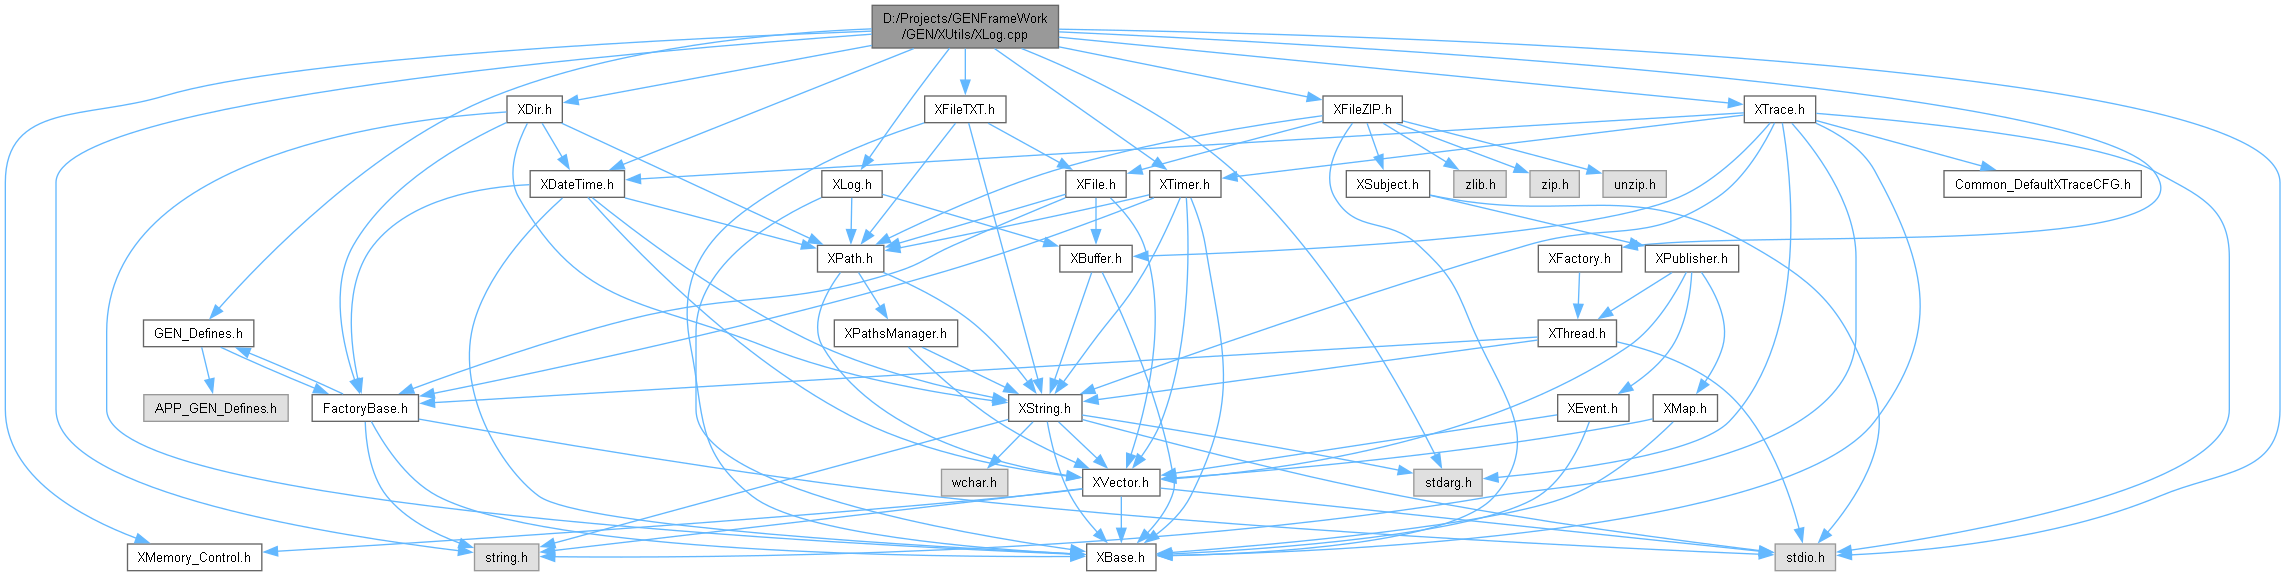 D:/Projects/GENFrameWork
/GEN/XUtils/XLog.cpp
XDir.h
XFileTXT.h
XFileZIP.h
XTrace.h
XDateTime.h
XLog.h
XFile.h
XTimer.h
XSubject.h
zlib.h
zip.h
unzip.h
Common_DefaultXTraceCFG.h
XPath.h
XBuffer.h
XFactory.h
XPublisher.h
GEN_Defines.h
XPathsManager.h
XThread.h
APP_GEN_Defines.h
FactoryBase.h
XString.h
XEvent.h
XMap.h
wchar.h
XVector.h
stdarg.h
XMemory_Control.h
string.h
XBase.h
stdio.h